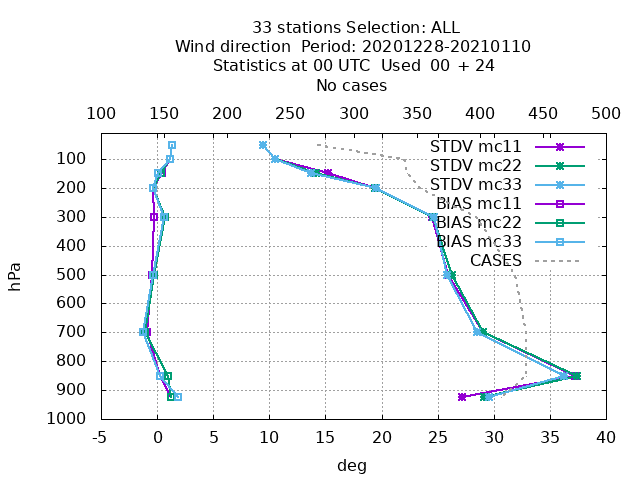 33 stations Selection: ALL
Wind direction  Period: 20201228-20210110
Statistics at 00 UTC  Used  00 + 24
No cases
100 150 200 250 300 350 400 450 500
STDV mc11
STDV mc22
STDV mc33
BIAS mc11
BIAS mc22
BIAS mc33
CASES
hPa
100
200
300
400
500
600
700
800
900
1000
-5 0 5 10 15 20 25 30 35 40
deg